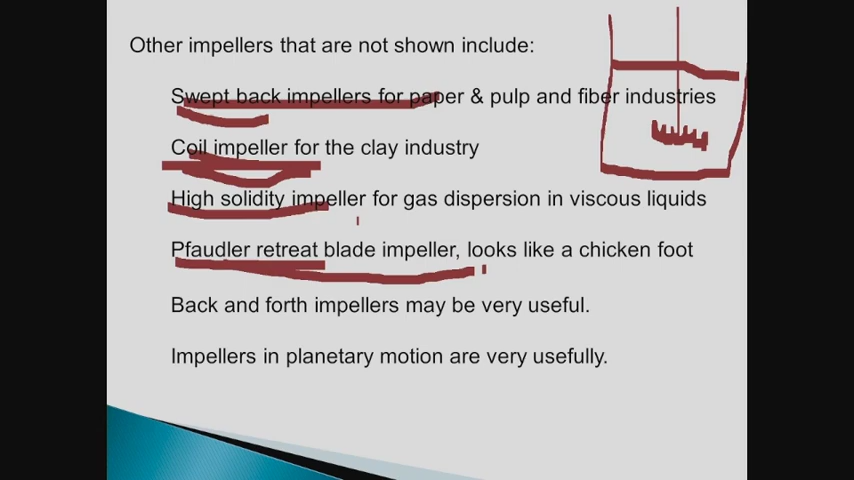 Other impellers that are not shown include:
Swept back impellers for paper & pulp and fiber industries
Coil impeller for the clay industry
High solidity impeller for gas dispersion in viscous liquids
Pfaudler retreat blade impeller, looks like a chicken foot
Back and forth impellers may be very useful.
Impellers in planetary motion are very usefully.